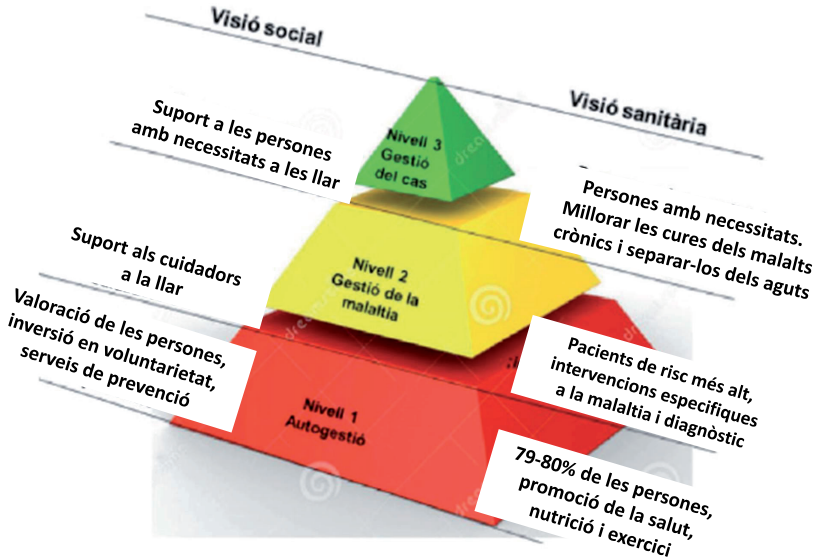 Visió social
Visió sanitària
Suport a les persones
amb necessitats a les llar
Nivell 3
Gestió
del cas
Persones amb necessitats.
Millorar les cures dels malalts
crònics i separar-los dels aguts
Suport als cuidadors
a la llar
Nivell 2
Gestió de la
malaltia
Pacients de risc més alt,
intervencions especifiques
a la malaltia i diagnòstic
Valoració de les persones,
inversió en voluntarietat,
serveis de prevenció
Nivell 1
Autogestió
79-80% de les persones,
promoció de la salut,
nutrició i exercici